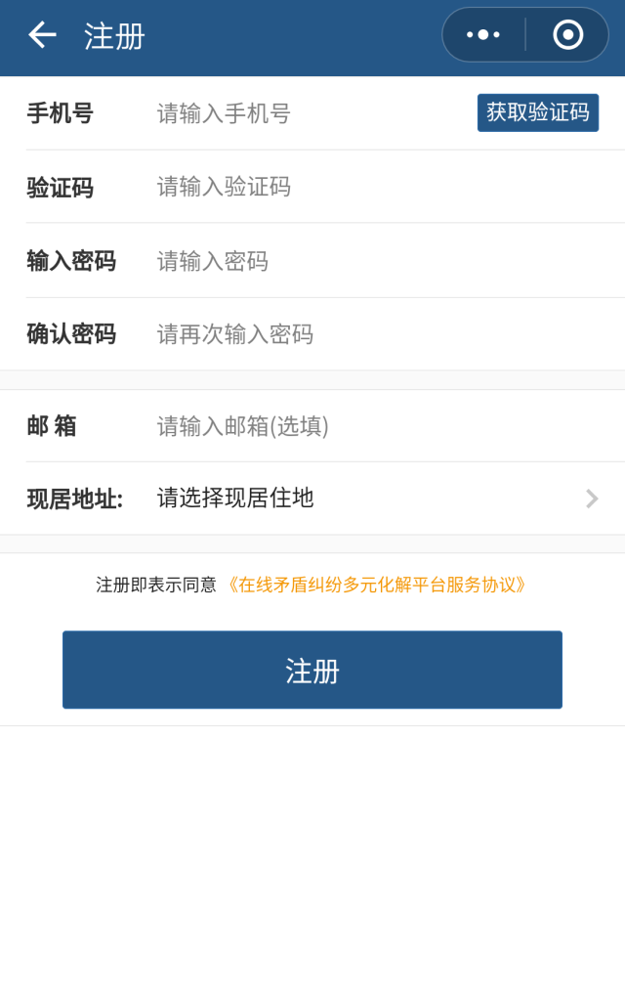 注册
手机号 请输入手机号 获取验证码
验证码 请输入验证码
输入密码 请输入密码
确认密码 请再次输入密码
邮 箱 请输入邮箱(选填)
现居地址: 请选择现居住地
注册即表示同意《在线矛盾纠纷多元化解平台服务协议》
注册